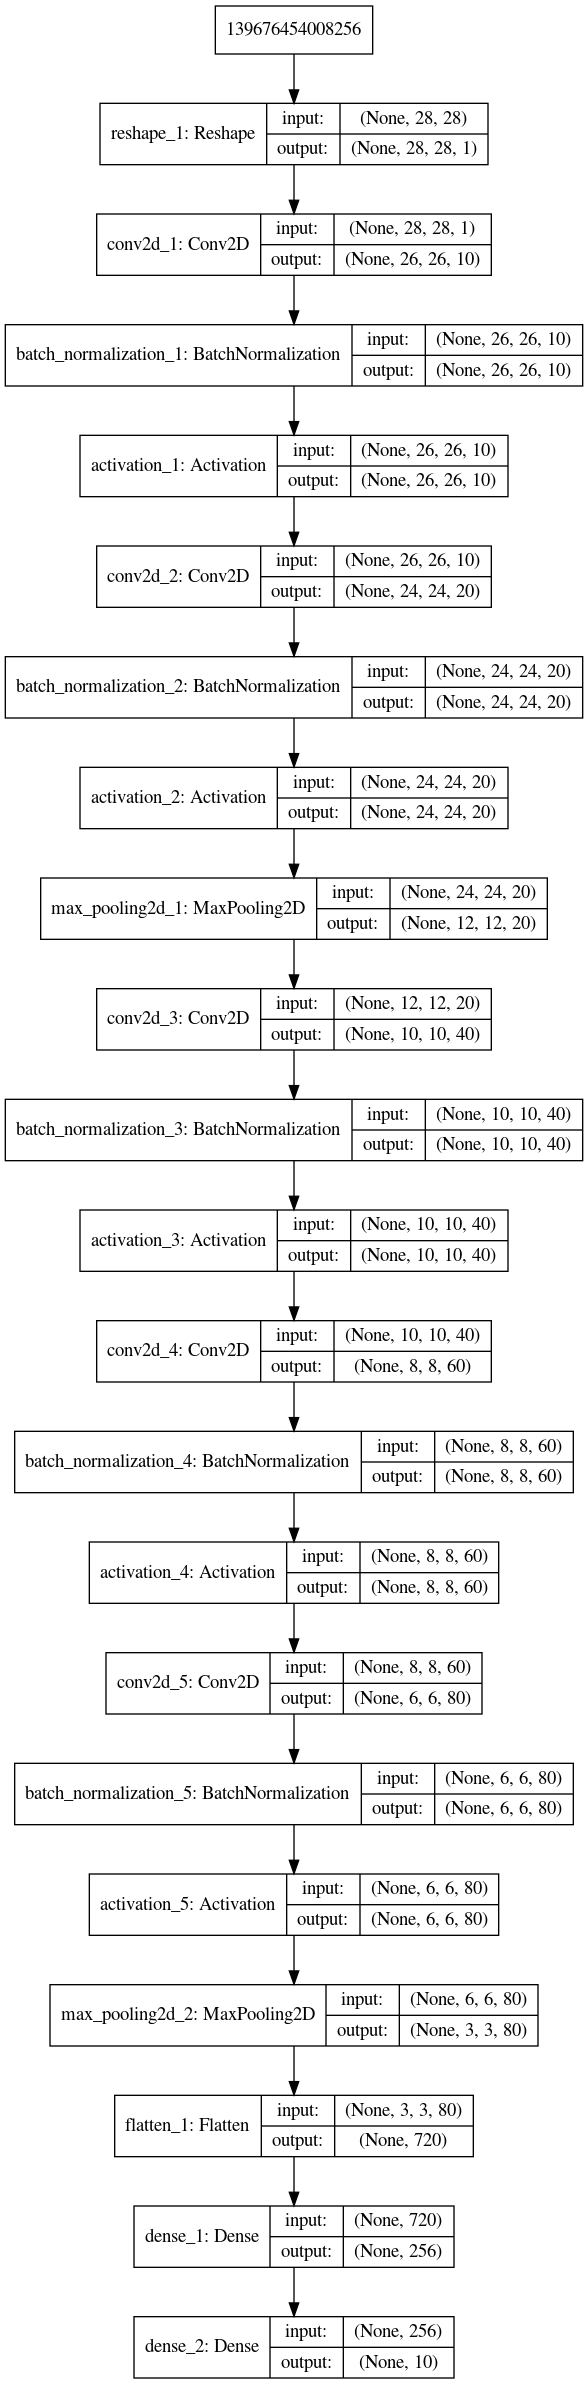 139676454008256
reshape_1: Reshape
input:
(None, 28, 28)
output:
(None, 28, 28, 1)
conv2d_1: Conv2D
input:
(None, 28, 28, 1)
output:
(None, 26, 26, 10)
batch_normalization_1: BatchNormalization
input:
(None, 26, 26, 10)
output:
(None, 26, 26, 10)
activation_1: Activation
input:
(None, 26, 26, 10)
output:
(None, 26, 26, 10)
conv2d_2: Conv2D
input:
(None, 26, 26, 10)
output:
(None, 24, 24, 20)
batch_normalization_2: BatchNormalization
input:
(None, 24, 24, 20)
output:
(None, 24, 24, 20)
activation_2: Activation
input:
(None, 24, 24, 20)
output:
(None, 24, 24, 20)
max_pooling2d_1: MaxPooling2D
input:
(None, 24, 24, 20)
output:
(None, 12, 12, 20)
conv2d_3: Conv2D
input:
(None, 12, 12, 20)
output:
(None, 10, 10, 40)
batch_normalization_3: BatchNormalization
input:
(None, 10, 10, 40)
output:
(None, 10, 10, 40)
activation_3: Activation
input:
(None, 10, 10, 40)
output:
(None, 10, 10, 40)
conv2d_4: Conv2D
input:
(None, 10, 10, 40)
output:
(None, 8, 8, 60)
batch_normalization_4: BatchNormalization
input:
(None, 8, 8, 60)
output:
(None, 8, 8, 60)
activation_4: Activation
input:
(None, 8, 8, 60)
output:
(None, 8, 8, 60)
conv2d_5: Conv2D
input:
(None, 8, 8, 60)
output:
(None, 6, 6, 80)
batch_normalization_5: BatchNormalization
input:
(None, 6, 6, 80)
output:
(None, 6, 6, 80)
activation_5: Activation
input:
(None, 6, 6, 80)
output:
(None, 6, 6, 80)
max_pooling2d_2: MaxPooling2D
input:
(None, 6, 6, 80)
output:
(None, 3, 3, 80)
flatten_1: Flatten
input:
(None, 3, 3, 80)
output:
(None, 720)
dense_1: Dense
input:
(None, 720)
output:
(None, 256)
dense_2: Dense
input:
(None, 256)
output:
(None, 10)